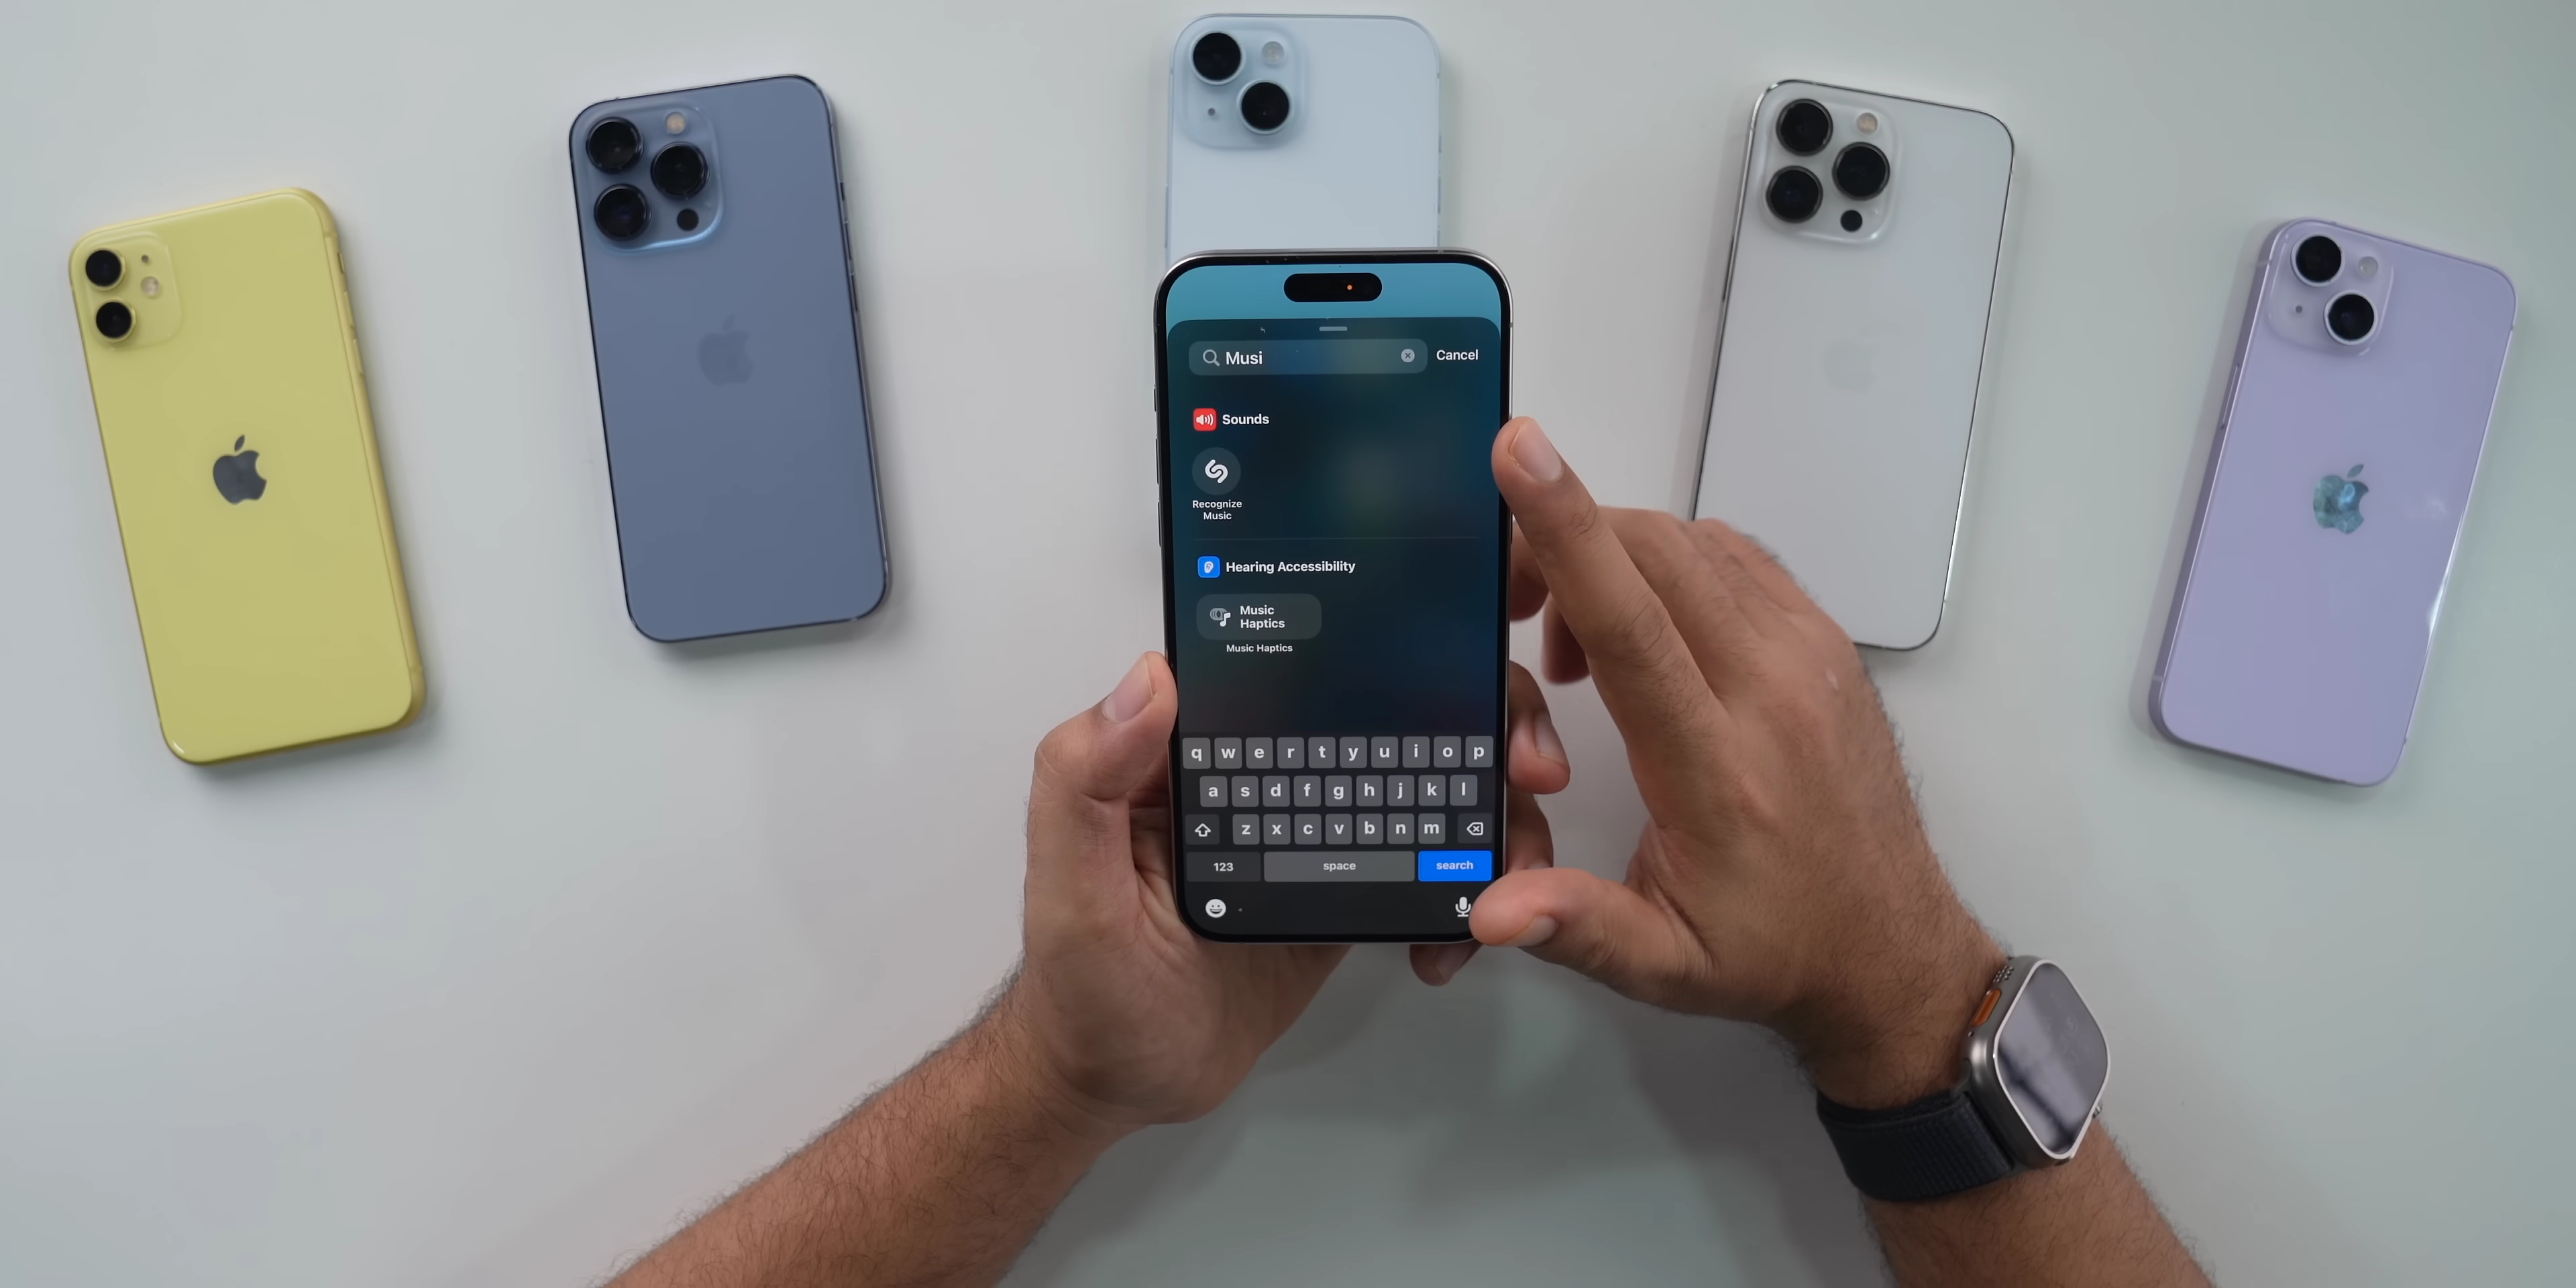 Musi
Cancel
Sounds
Recognize
Music
Hearing Accessibility
Music
Haptics
Music Haptics
q w e r t y u i o p
a s d f g h j k l
z x c v b n m
123 space search